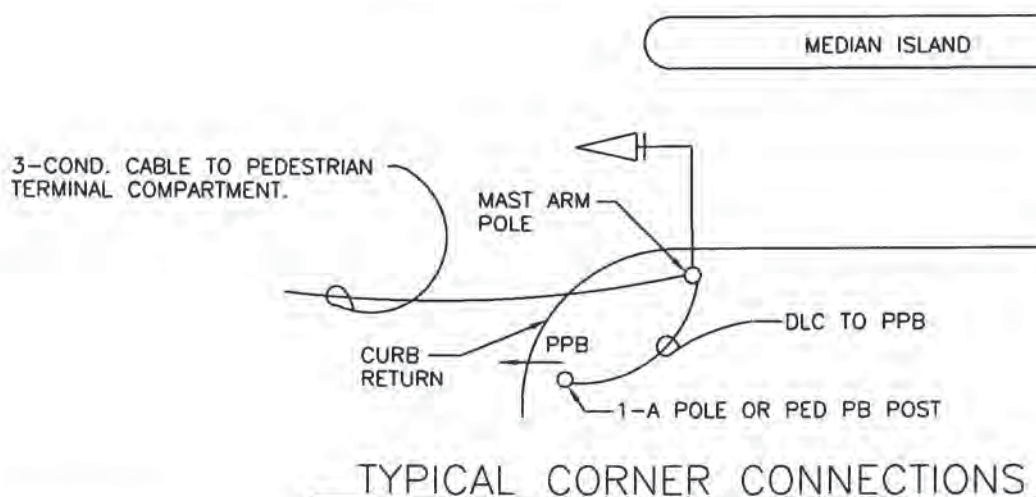 MEDIAN ISLAND
3-COND. CABLE TO PEDESTRIAN
TERMINAL COMPARTMENT.
MAST ARM
POLE
DLC TO PPB
CURB
RETURN
PPB
1-A POLE OR PED PB POST
TYPICAL CORNER CONNECTIONS